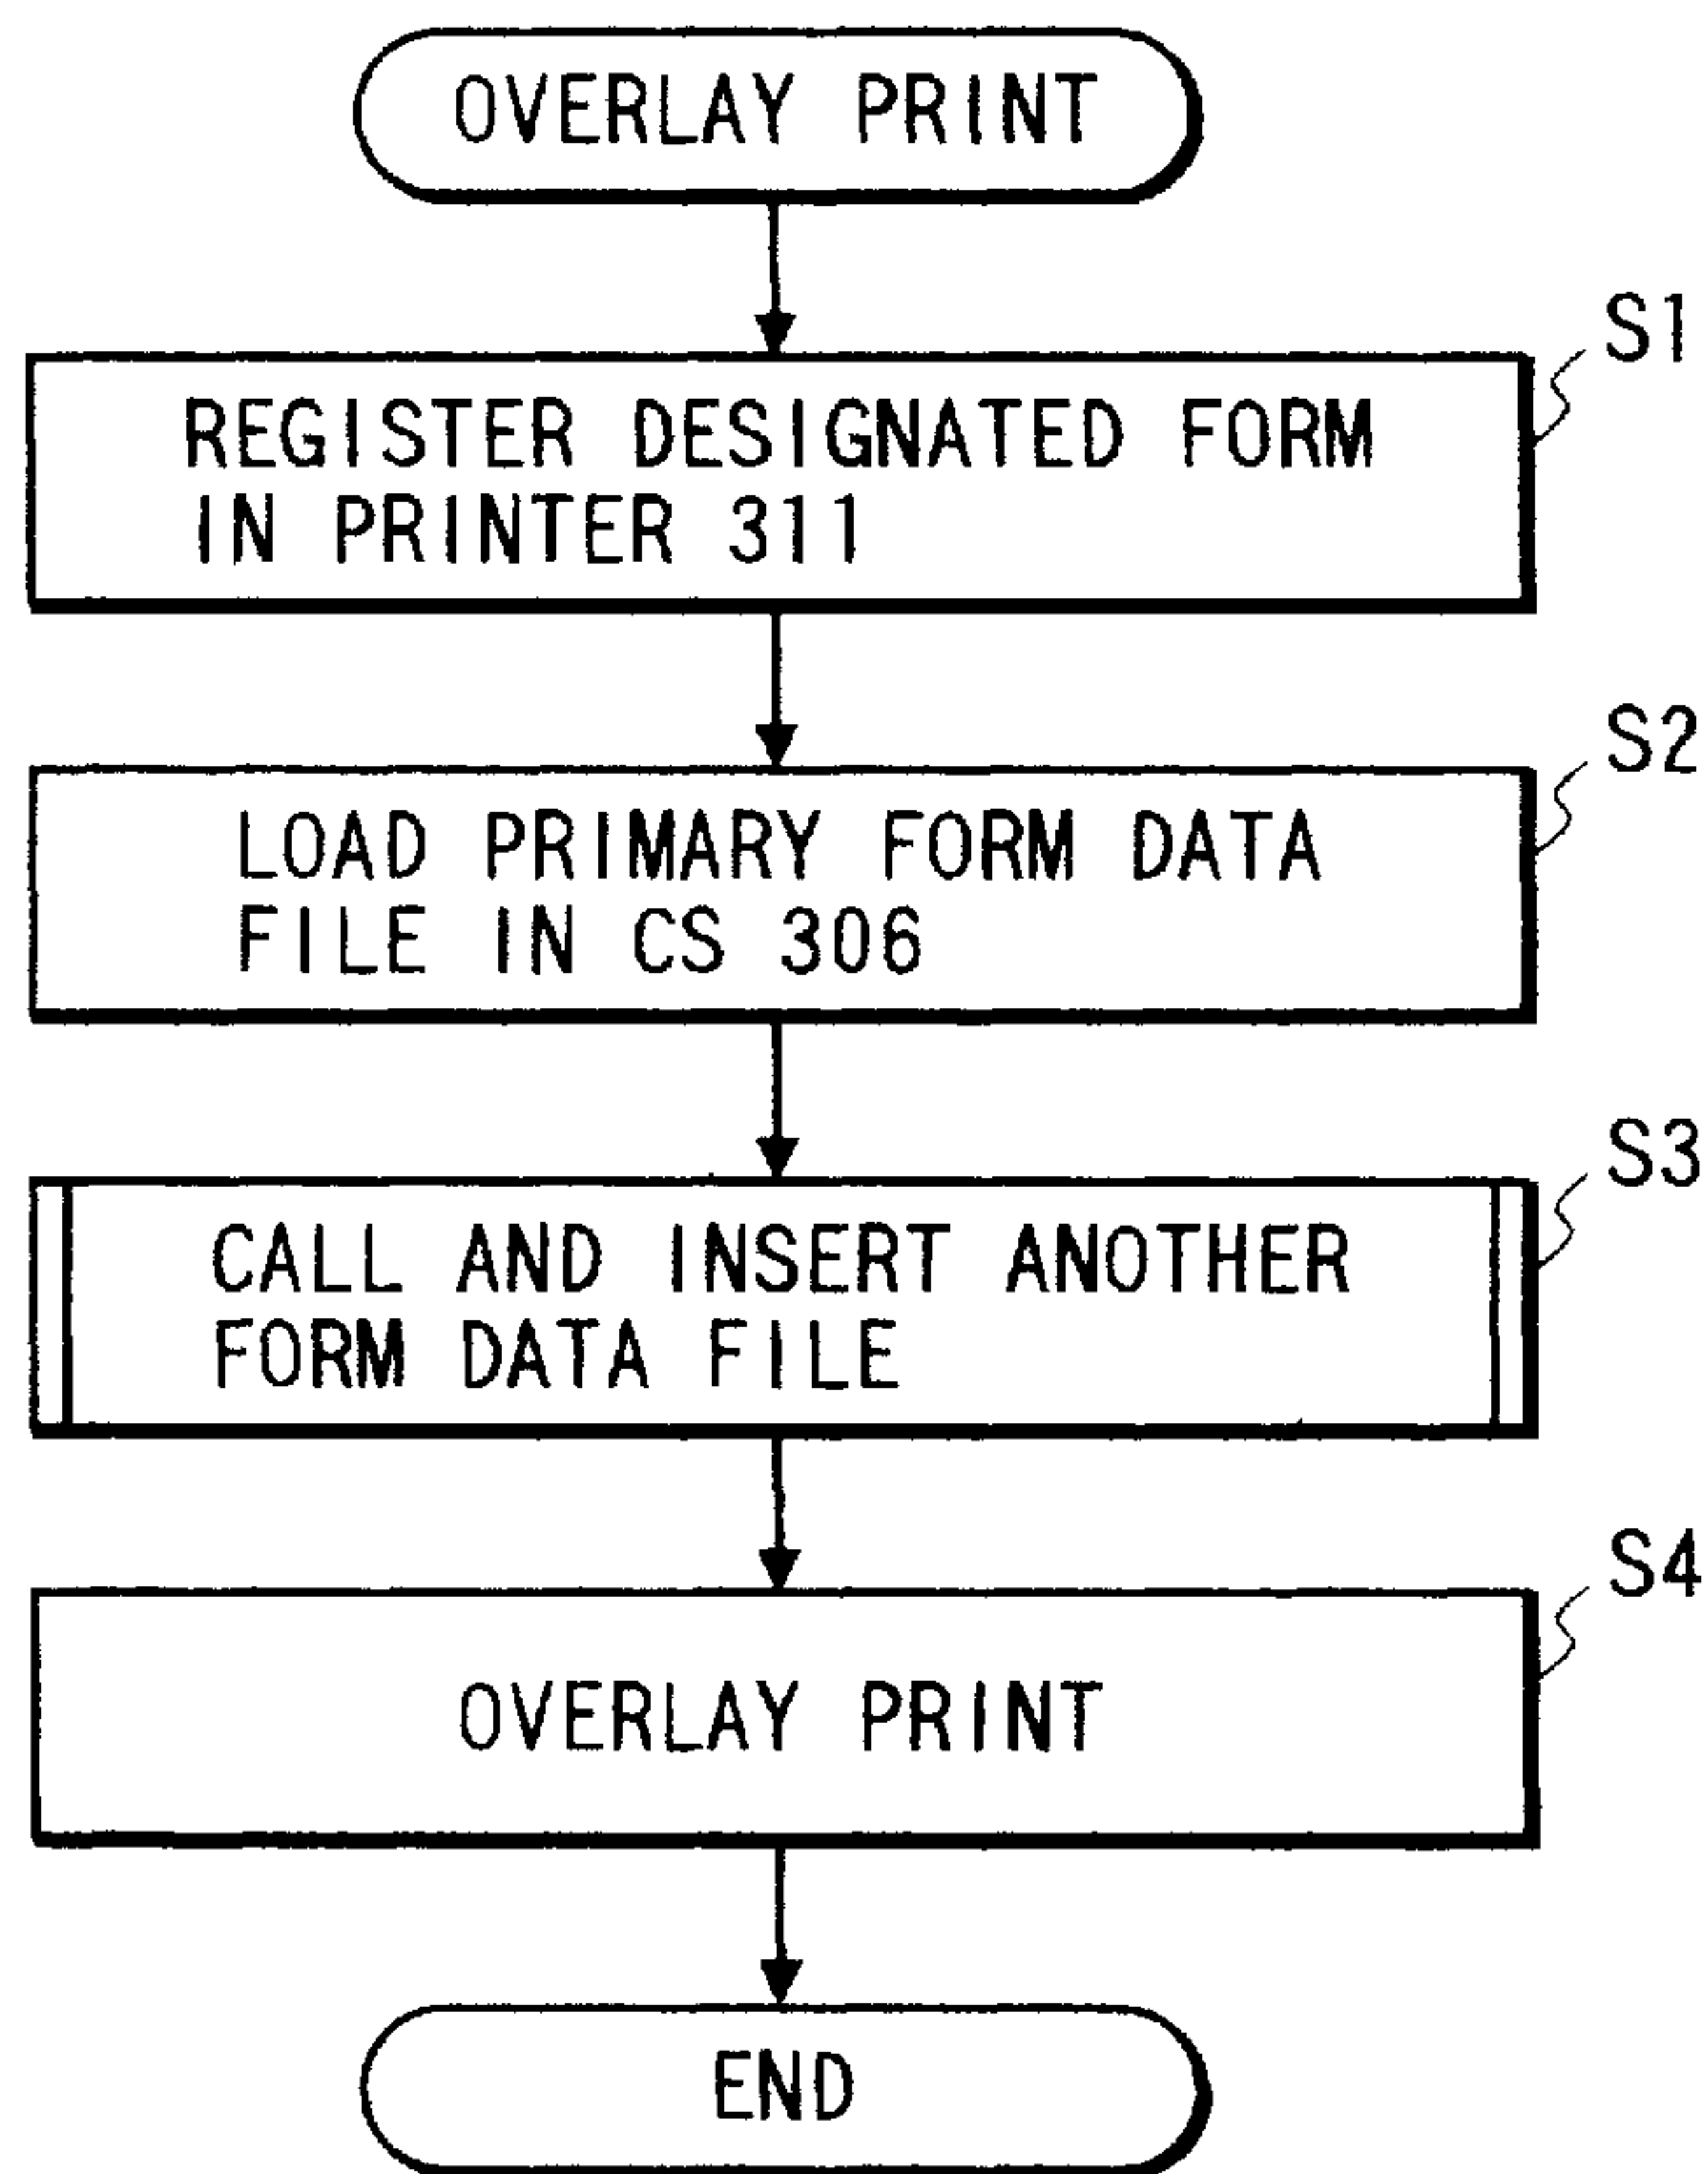 OVERLAY PRINT
S1
REGISTER DESIGNATED FORM
IN PRINTER 311
S2
LOAD PRIMARY FORM DATA
FILE IN CS 306
S3
CALL AND INSERT ANOTHER
FORM DATA FILE
S4
OVERLAY PRINT
END